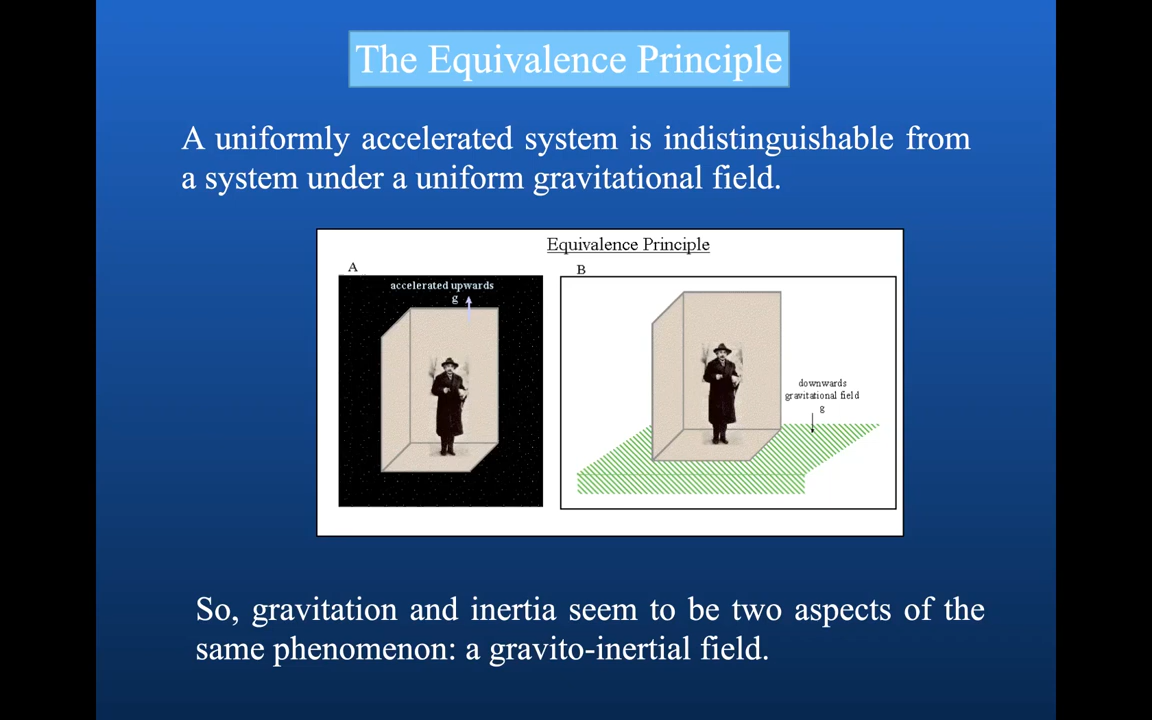 The Equivalence Principle
A uniformly accelerated system is indistinguishable from
a system under a uniform gravitational field.
Equivalence Principle
A
B
accelerated upwards
g
downwards
gravitational field
g
So, gravitation and inertia seem to be two aspects of the
same phenomenon: a gravito-inertial field.